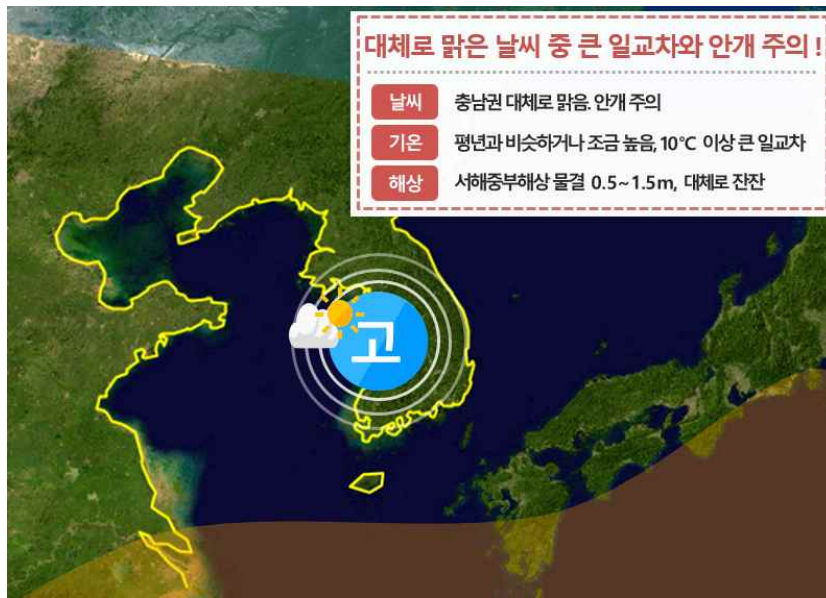 대체로 맑은 날씨 중 큰 일교차와 안개 주의 !
날씨 충남권 대체로 맑음. 안개 주의
기온 평년과 비슷하거나 조금 높음, 10℃ 이상 큰 일교차
해상 서해중부해상 물결 0.5~1.5m, 대체로 잔잔
고